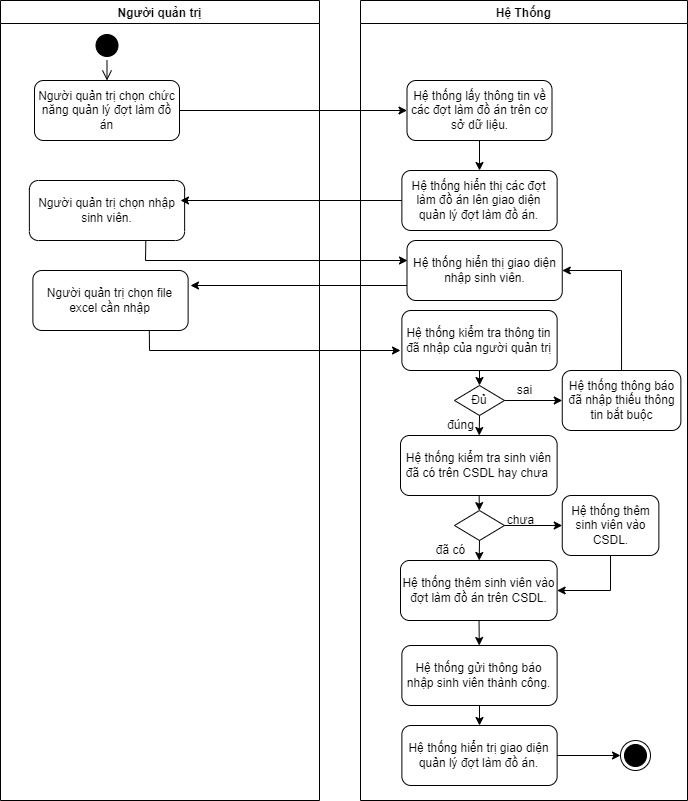 Người quản trị
Hệ Thống
Người quản trị chọn chức
năng quản lý đợt làm đồ
án
Hệ thống lấy thông tin về
các đợt làm đồ án trên cơ
sở dữ liệu.
Hệ thống hiển thị các đợt
làm đồ án lên giao diện
quản lý đợt làm đồ án.
Người quản trị chọn nhập
sinh viên.
Hệ thống hiển thị giao diện
nhập sinh viên.
Người quản trị chọn file
excel cần nhập
Hệ thống kiểm tra thông tin
đã nhập của người quản trị
Đủ
sai
Hệ thống thông báo
đã nhập thiếu thông
tin bắt buộc
đúng
Hệ thống kiểm tra sinh viên
đã có trên CSDL hay chưa
chưa
Hệ thống thêm
sinh viên vào
CSDL.
đã có
Hệ thống thêm sinh viên vào
đợt làm đồ án trên CSDL.
Hệ thống gửi thông báo
nhập sinh viên thành công.
Hệ thống hiển trị giao diện
quản lý đợt làm đồ án.